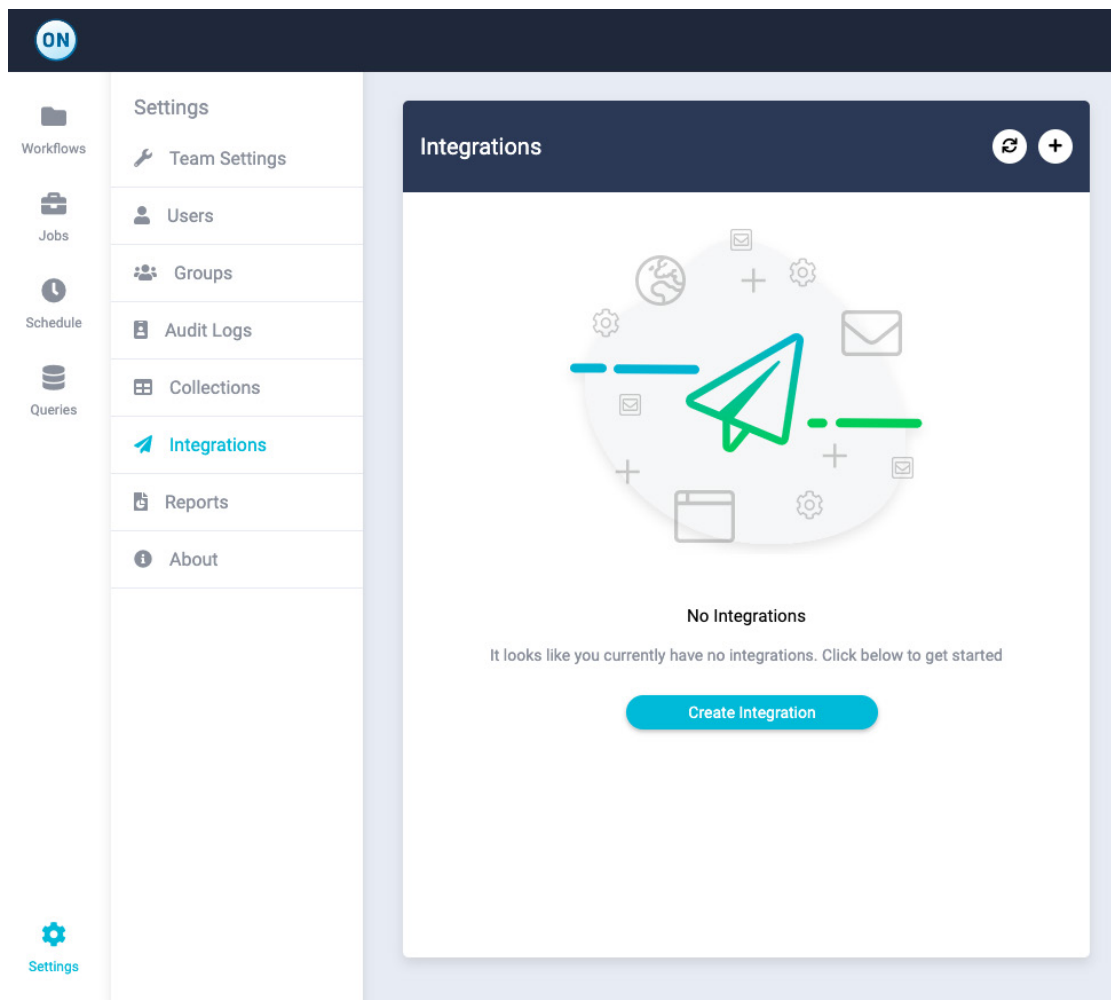 ON
Workflows
Jobs
Schedule
Queries
Settings
Settings
Team Settings
Users
Groups
Audit Logs
Collections
Integrations
Reports
About
Integrations
No Integrations
It looks like you currently have no integrations. Click below to get started
Create Integration